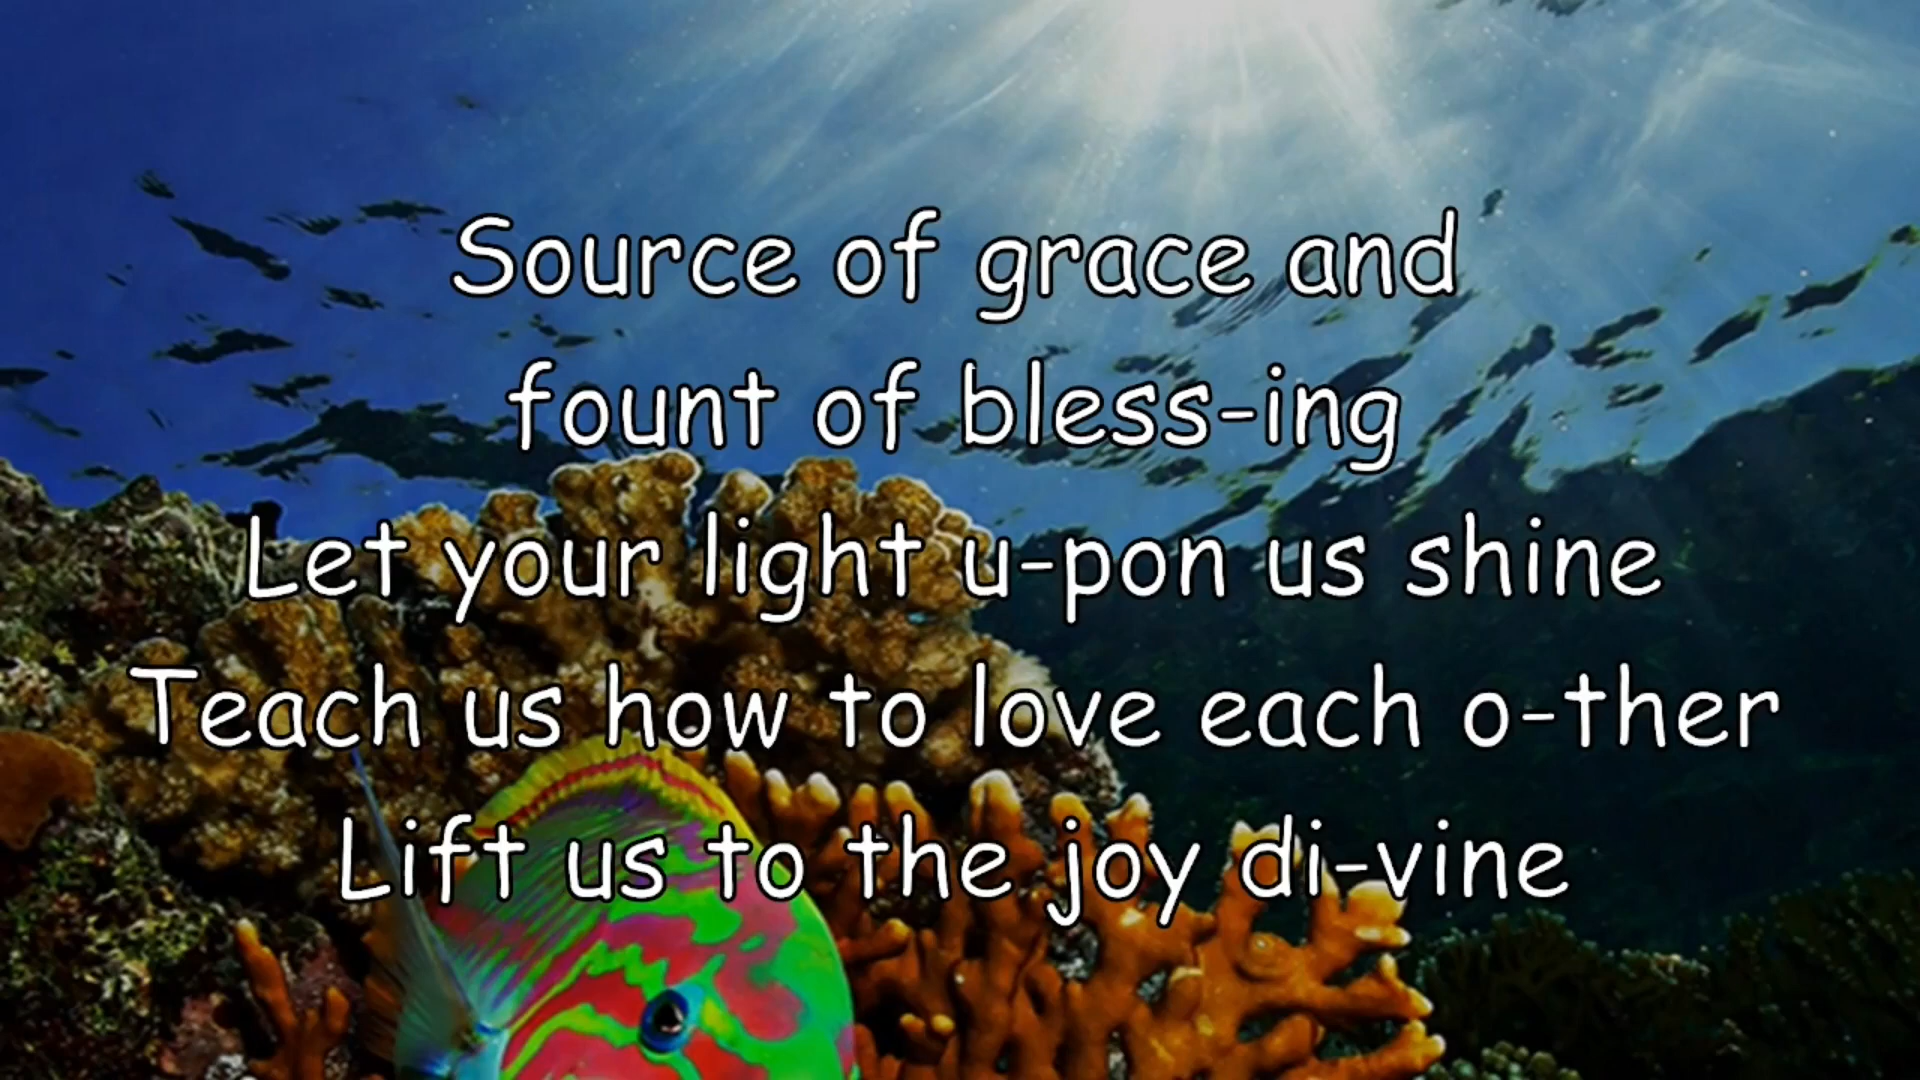 Source of grace and
fount of bless-ing
Let your light u-pon us shine
Teach us how to love each o-ther
Lift us to the joy di-vine